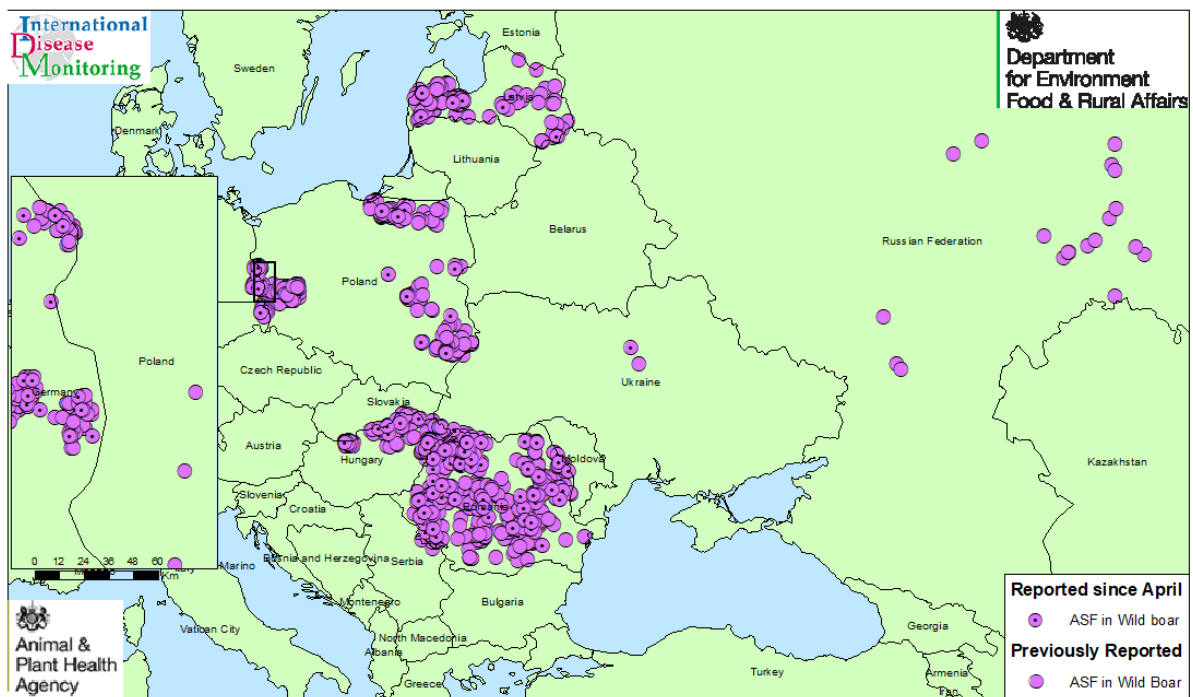 International
Disease
Monitoring
Department
for Environment
Food & Rural Affairs
Estonia
Sweden
Latvia
Denmark
Lithuania
Belarus
Russian Federation
Poland
Poland
Germany
Czech Republic
Ukraine
Slovakia
Austria
Hungary
Moldova
Kazakhstan
Slovenia
Croatia
Romania
Bosnia and Herzegovina
Serbia
0 12 24 36 48 60
Km
Italy
Marino
Montenegro
Bulgaria
Vatican City
North Macedonia
Albania
Greece
Turkey
Georgia
Armenia
Iran
Animal &
Plant Health
Agency
Reported since April
ASF in Wild boar
Previously Reported
ASF in Wild Boar